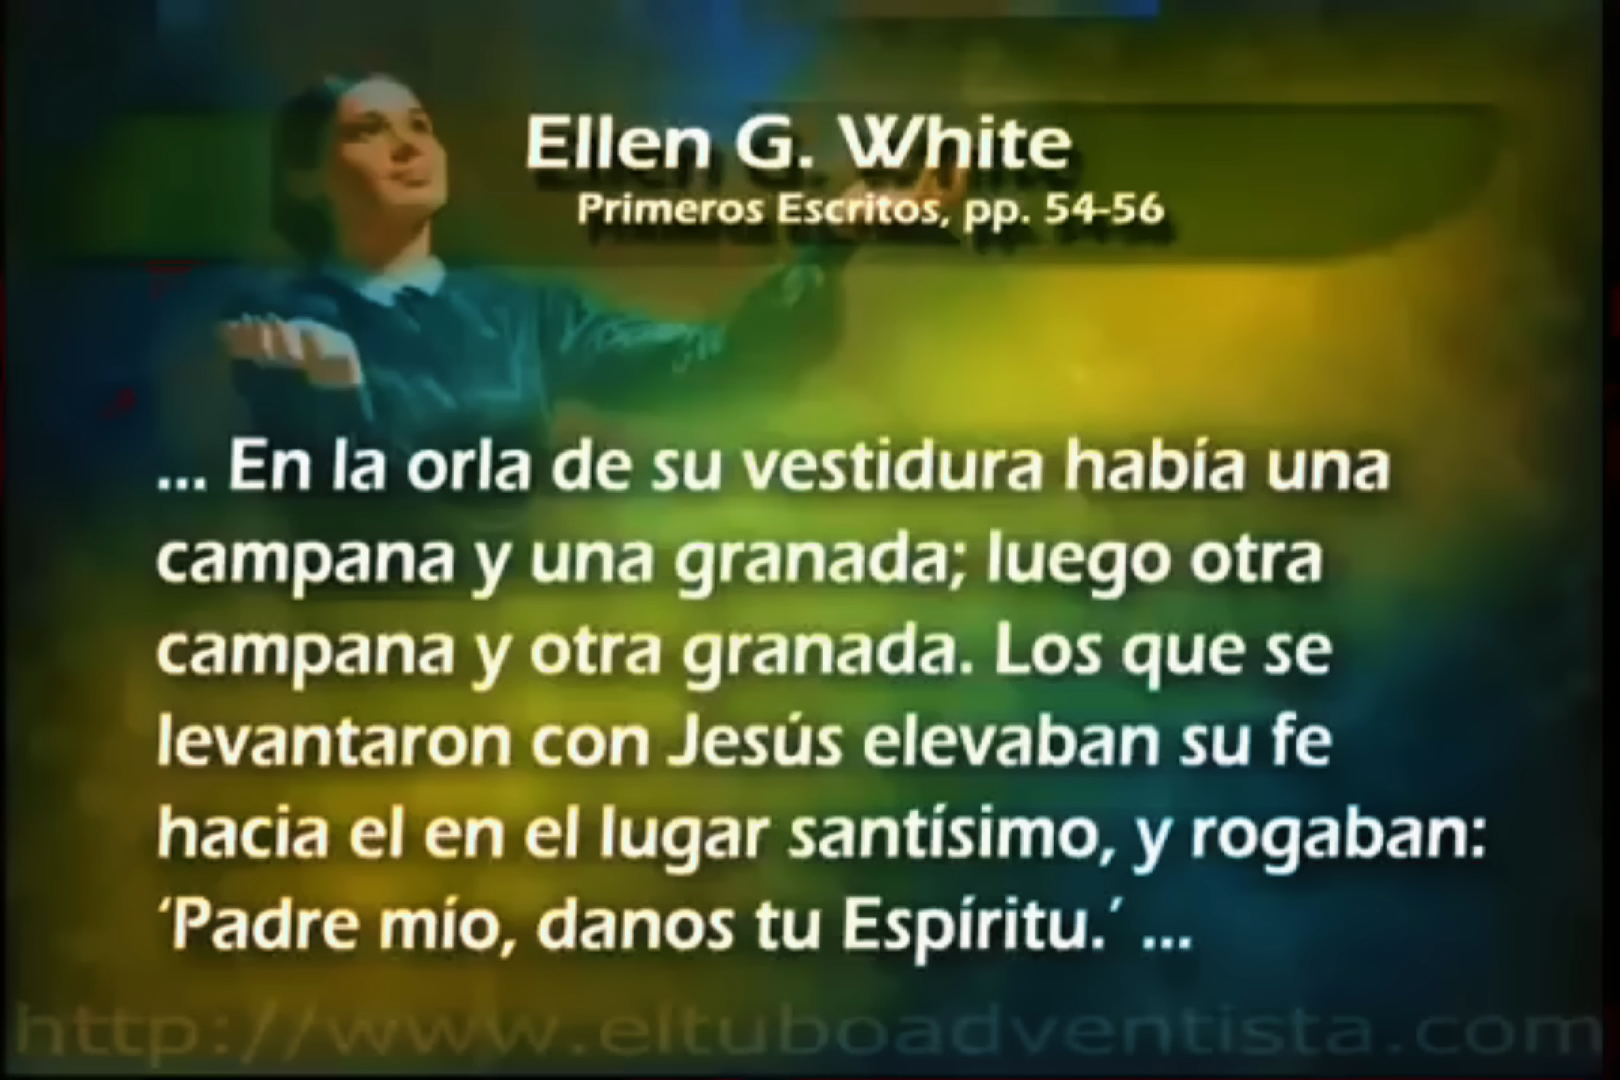 Ellen G. White
Primeros Escritos, pp. 54-56
... En la orla de su vestidura había una
campana y una granada; luego otra
campana y otra granada. Los que se
levantaron con Jesús elevaban su fe
hacia el en el lugar santísimo, y rogaban:
‘Padre mío, danos tu Espíritu.’ ...
http://www.eltuboadventista.com